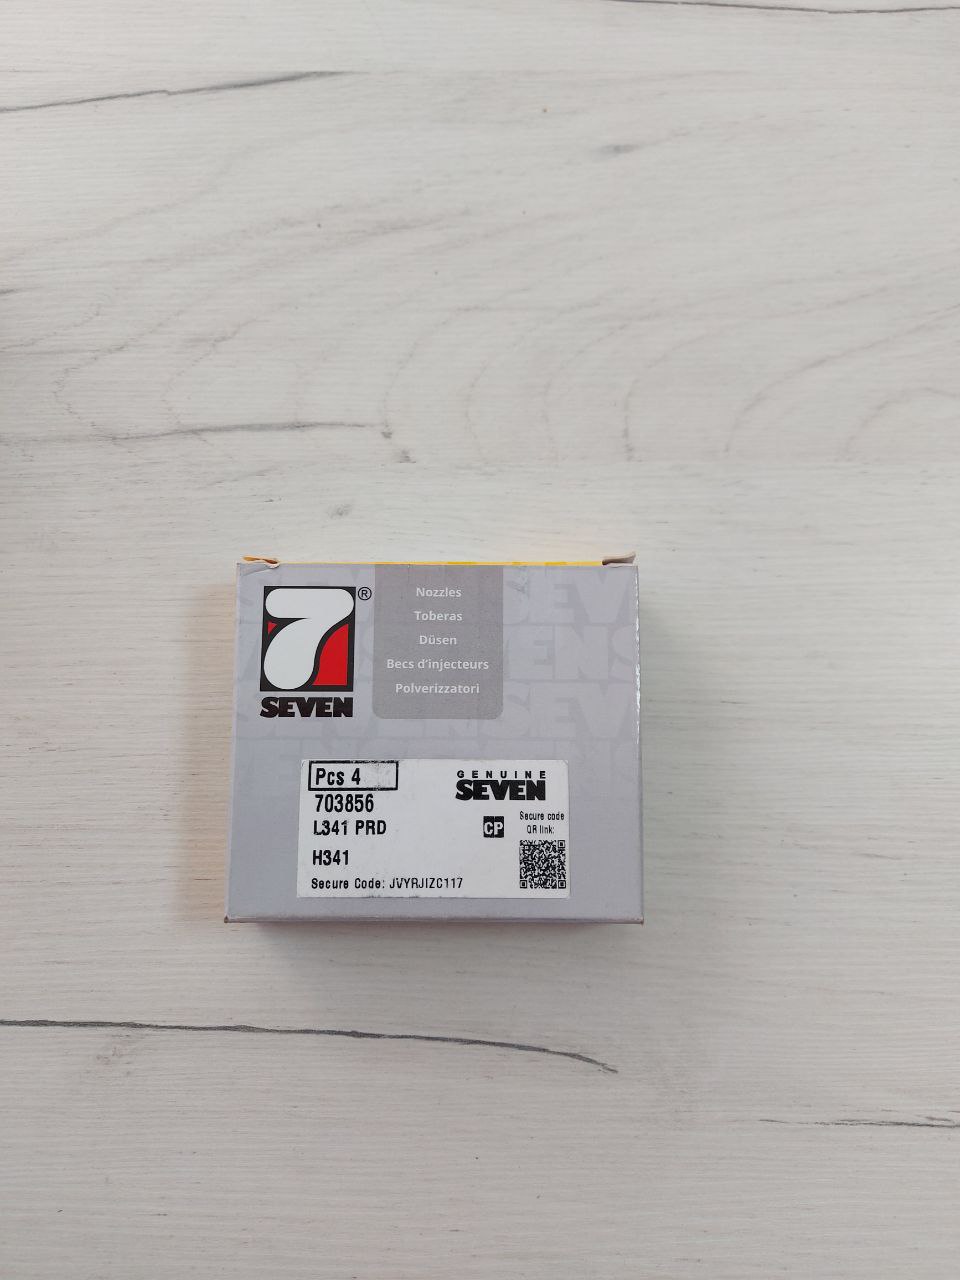 7®
SEVEN
Nozzles
Toberas
Düsen
Becs d'injecteurs
Polverizzatori
Pcs 4
703856
L341 PRD
H341
Secure Code: JVYRJIZC117
GENUINE
SEVEN
CP
Secure code
QR link: